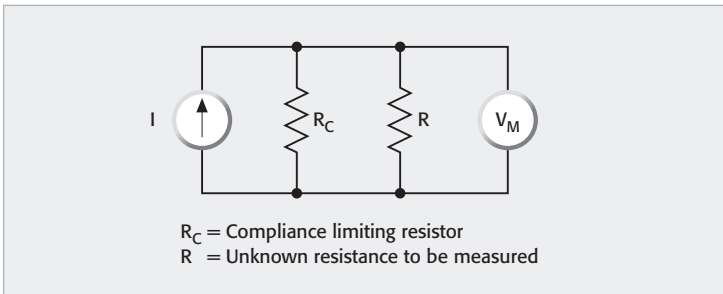 I
R_C
R
V_M
R_C = Compliance limiting resistor
R = Unknown resistance to be measured